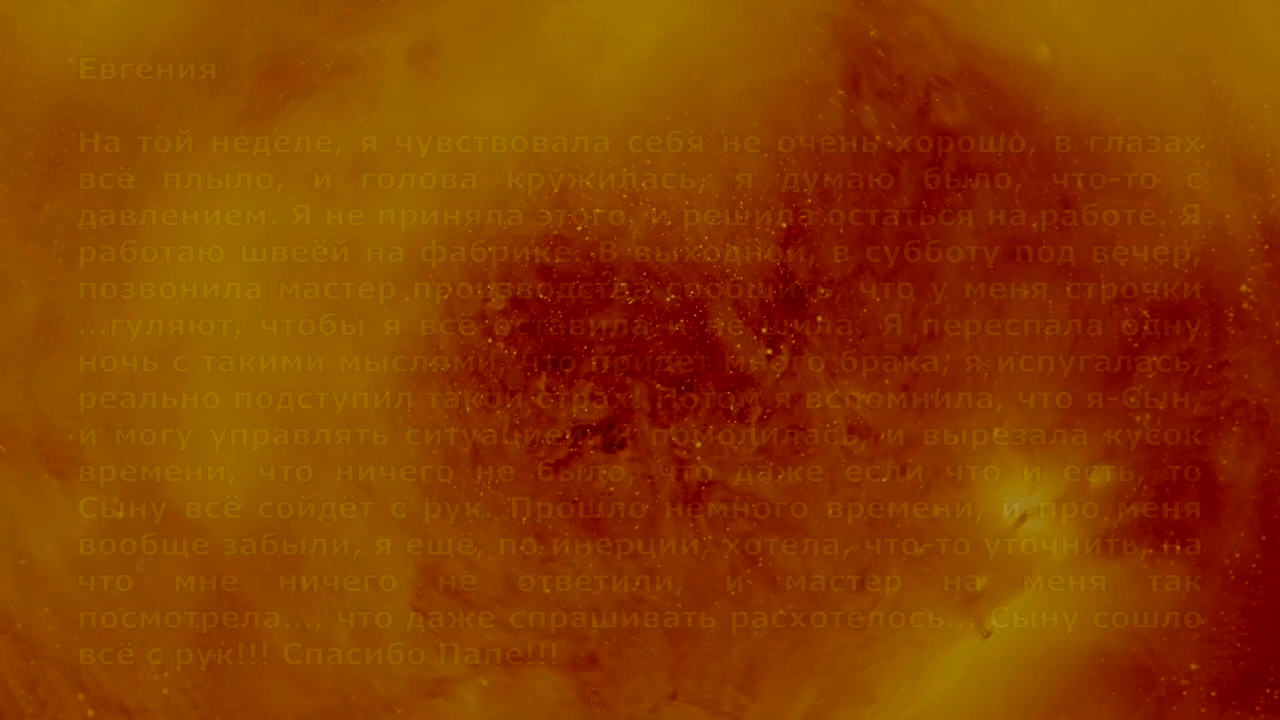 Евгения
На той неделе, я чувствовала себя не очень хорошо, в глазах
всё плыло, и голова кружилась, я думаю было, что-то с
давлением. Я не приняла этого, и решила остаться на работе. Я
работаю швеёй на фабрике. В выходной, в субботу под вечер,
позвонила мастер производства, сообщить, что у меня строчки
...гуляют, чтобы я всё оставила и не шила. Я переспала одну
ночь с такими мыслями, что придёт много брака, я испугалась,
реально подступил такой страх, потом я вспомнила, что я-Сын,
и могу управлять ситуацией, помолилась, и вырезала кусок
времени, что ничего не было, что даже если что и есть, то
Сыну всё сойдёт с рук. Прошло немного времени, и про меня
вообще забыли, я ещё, по инерции, хотела, что-то уточнить, на
что мне ничего не ответили, и мастер на меня так
посмотрела..., что даже спрашивать расхотелось... Сыну сошло
всё с рук!!! Спасибо Папе!!!